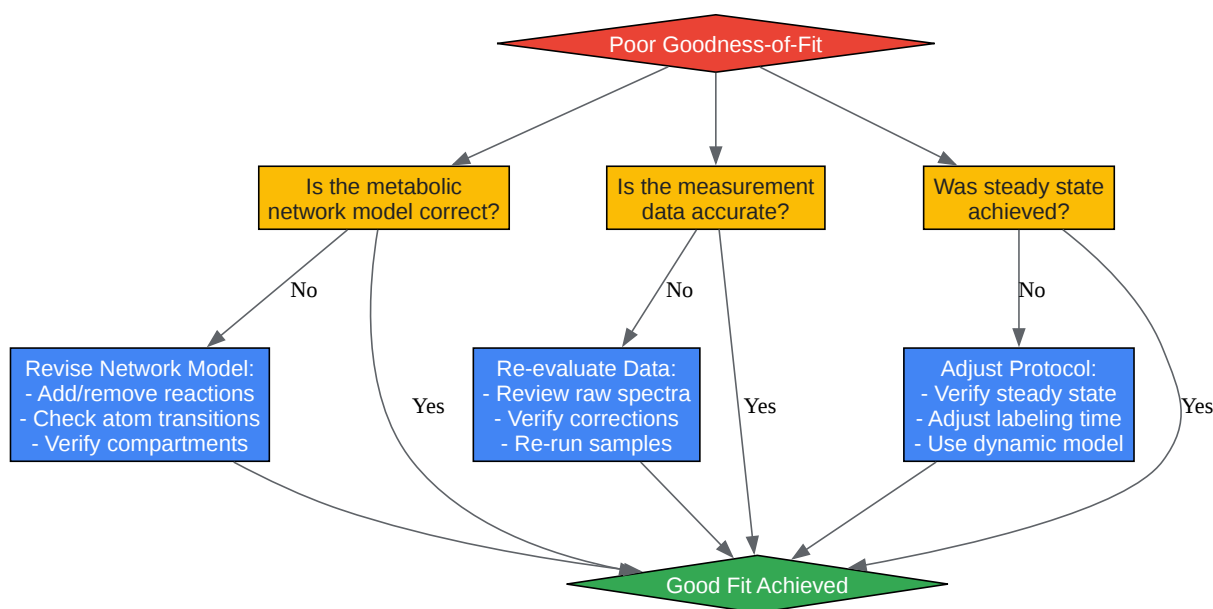 Poor Goodness-of-Fit
Is the metabolic
network model correct?
Is the measurement
data accurate?
Was steady state
achieved?
No
No
No
Revise Network Model:
- Add/remove reactions
- Check atom transitions
- Verify compartments
Yes
Re-evaluate Data:
- Review raw spectra
- Verify corrections
- Re-run samples
Yes
Adjust Protocol:
- Verify steady state
- Adjust labeling time
- Use dynamic model
Yes
Good Fit Achieved